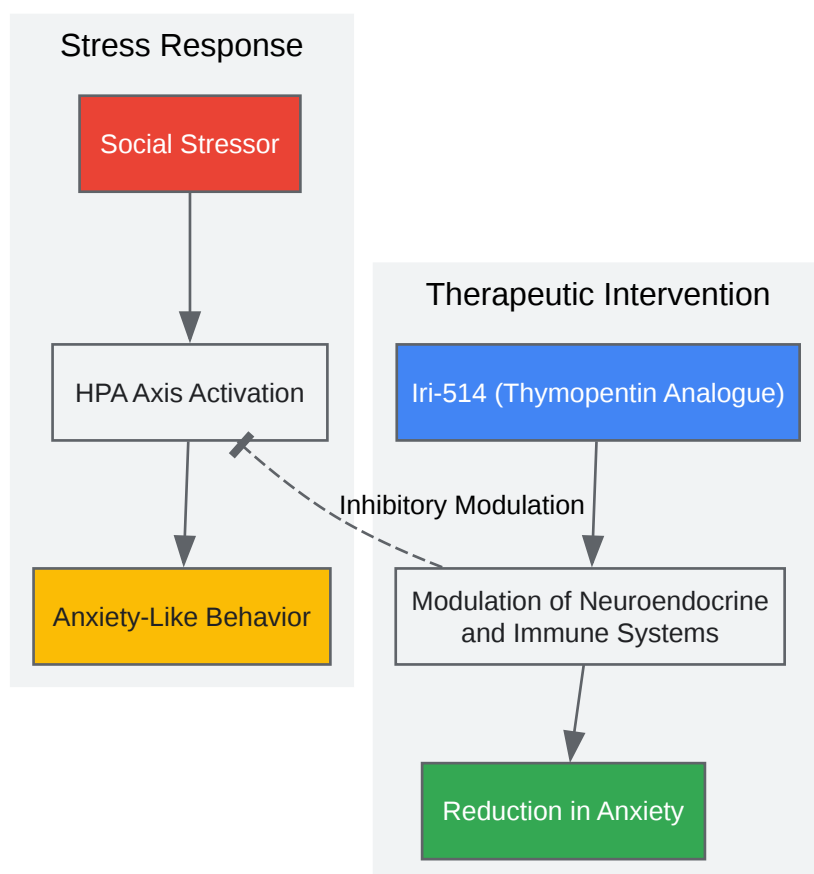 Stress Response
Social Stressor
HPA Axis Activation
Anxiety-Like Behavior
Therapeutic Intervention
Iri-514 (Thymopentin Analogue)
Inhibitory Modulation
Modulation of Neuroendocrine
and Immune Systems
Reduction in Anxiety